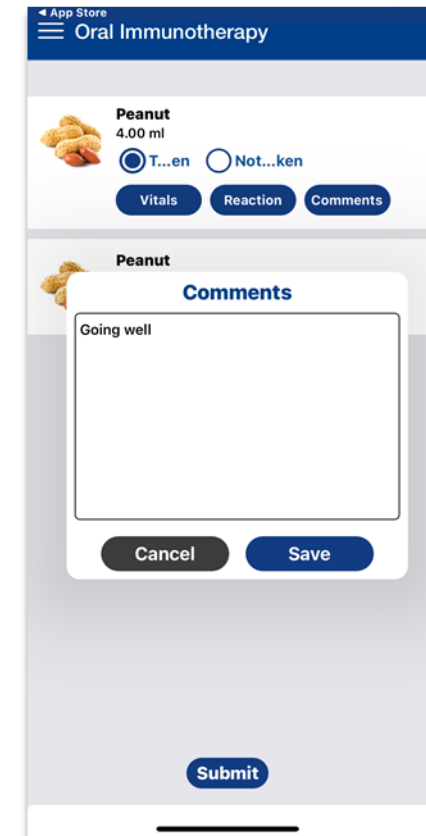 ◀ App Store
Oral Immunotherapy
Peanut
4.00 ml
T...en Not...ken
Vitals Reaction Comments
Peanut
Comments
Going well
Cancel Save
Submit